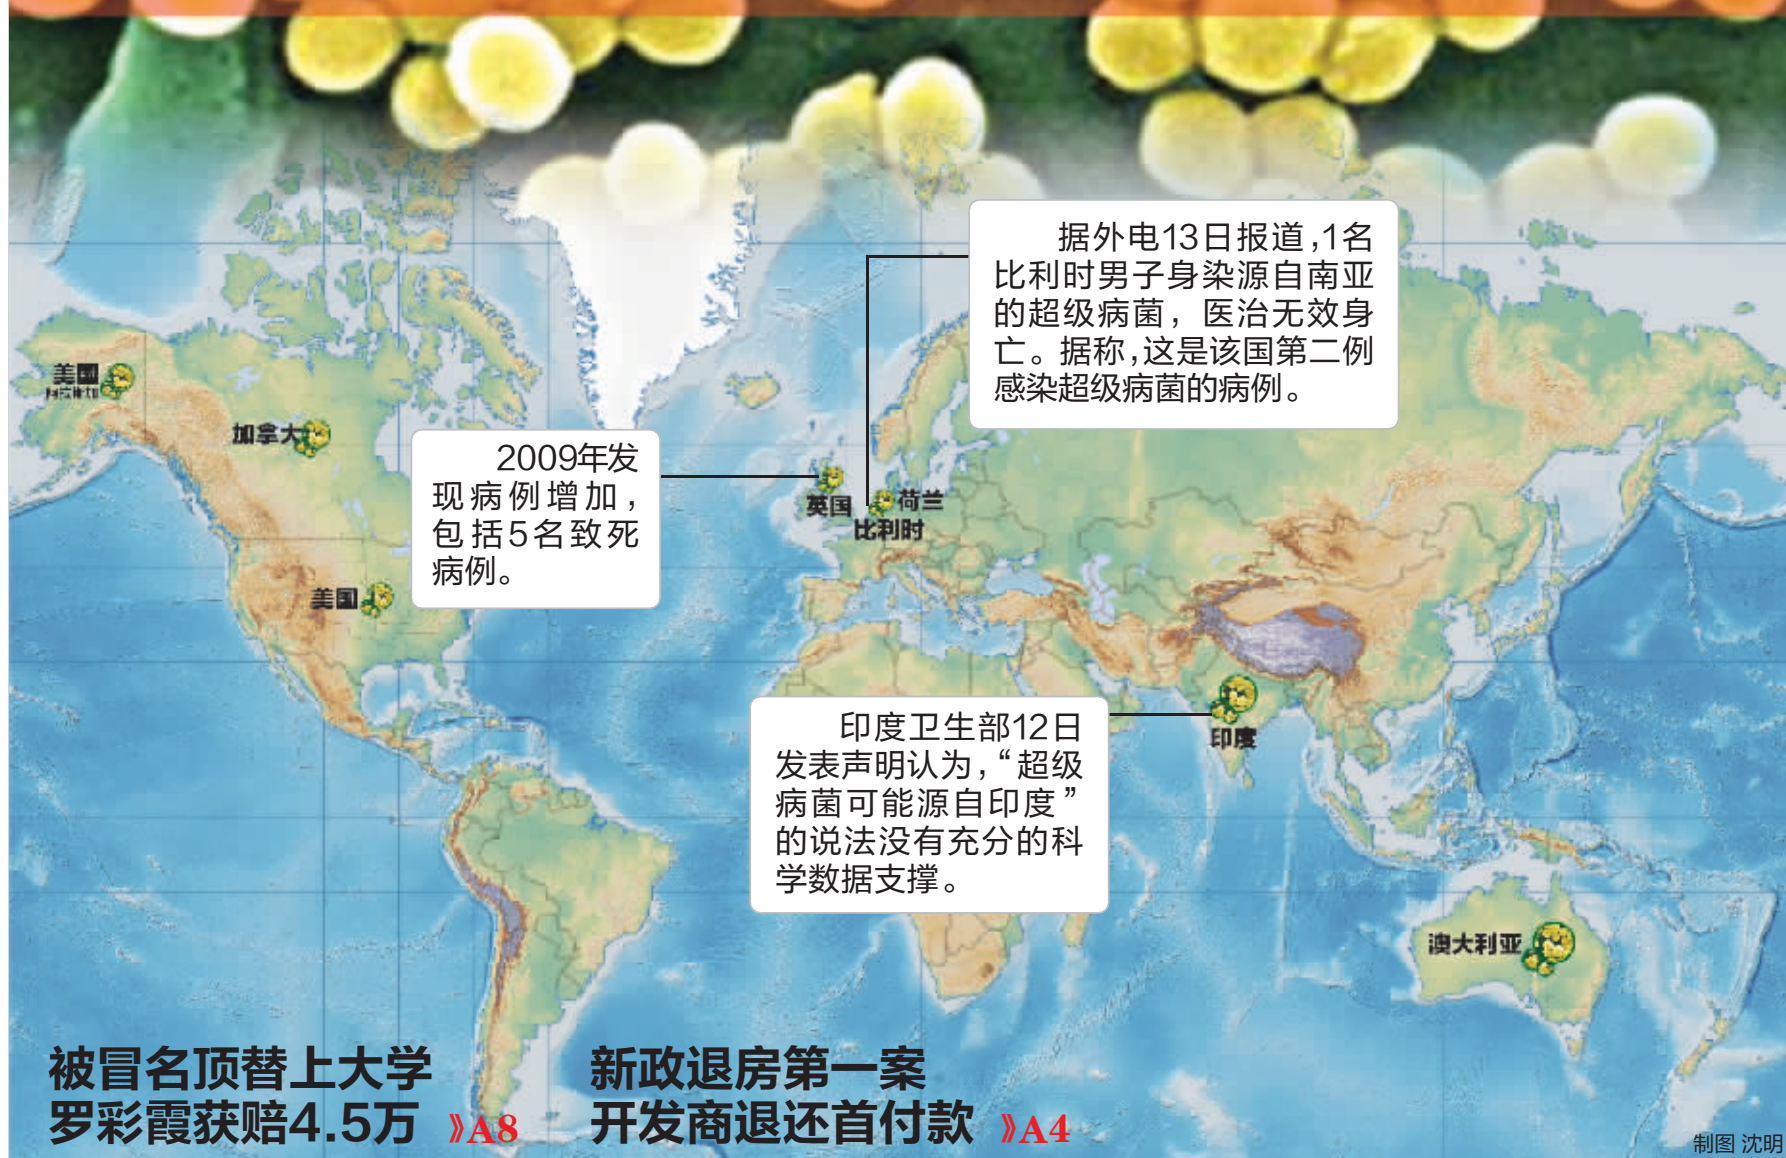 据外电13日报道,1名
比利时男子身染源自南亚
的超级病菌，医治无效身
亡。据称,这是该国第二例
感染超级病菌的病例。
美国
阿拉斯加
加拿大
2009年发
现病例增加，
包括5名致死
病例。
英国
荷兰
比利时
美国
印度卫生部12日
发表声明认为，“超级
病菌可能源自印度”
的说法没有充分的科
学数据支撑。
印度
澳大利亚
被冒名顶替上大学
罗彩霞获赔4.5万 》A8
新政退房第一案
开发商退还首付款 》A4
制图 沈明